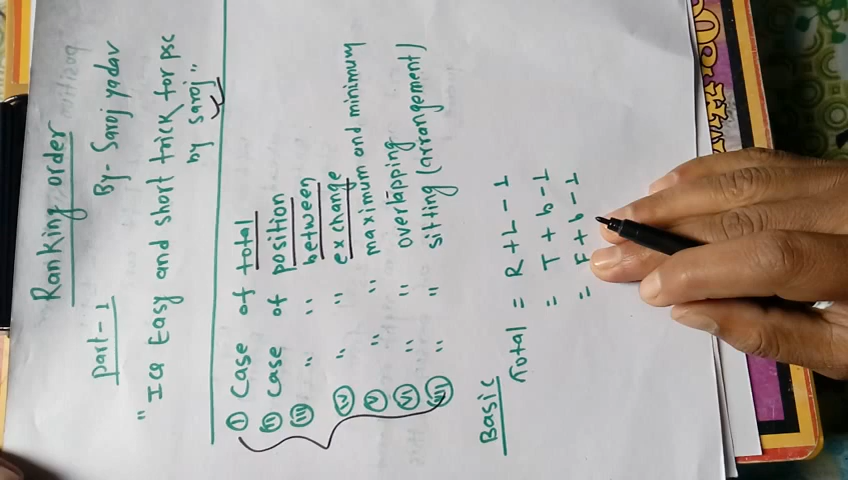 Ranking order
Part-1 By- Saroj yadav
"Iq Easy and short trick for psc
by saroj"
(I) Case of total
(II) Case of position
(III) " " between
(IV) " " exchange
(V) " maximum and minimum
(VI) " " overlapping
(VII) " " sitting (arrangement)
Basic
Total = R + L - 1
= T + b - 1
= F + b - 1